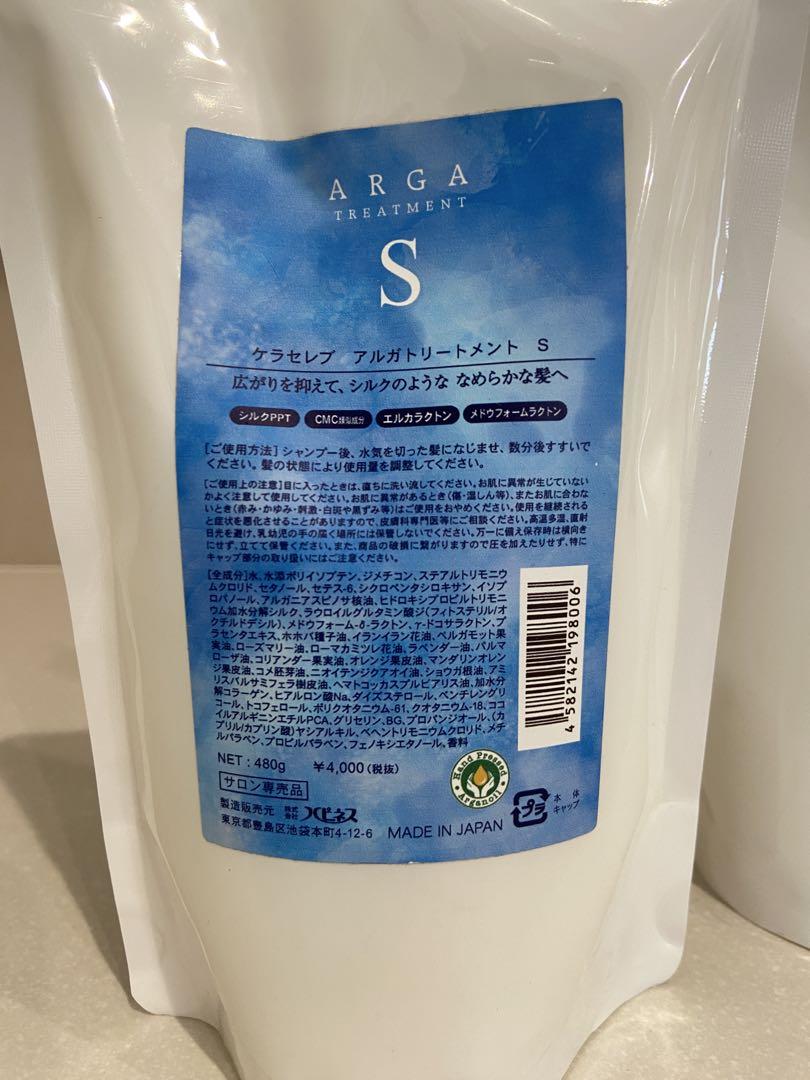 ARGA
TREATMENT
S
ケラセレブ アルガトリートメント S
広がりを抑えて、シルクのような なめらかな髪へ
シルクPPT CMC類似成分 エルカラクトン メドウフォームラクトン
[ご使用方法]シャンプー後、水気を切った髪になじませ、数分後すすいで
ください。髪の状態により使用量を調整してください。
[ご使用上の注意]目に入ったときは、直ちに洗い流してください。お肌に異常が生じていない
かよく注意して使用してください。お肌に異常があるとき(傷・湿しん等)、またお肌に合わな
いとき(赤み・かゆみ・刺激・白斑や黒ずみ等)はご使用をおやめください。使用を継続される
と症状を悪化させることがありますので、皮膚科専門医等にご相談ください。高温多湿、直射
日光を避け、乳幼児の手の届く場所には保管しないでください。万一に備え保存時は横向き
にせず、立てて保管ください。また、商品の破損に繋がりますので圧を加えたりせず、特に
キャップ部分の取り扱いにはご注意ください。
[全成分]水、水添ポリイソブテン、ジメチコン、ステアルトリモニウ
ムクロリド、セタノール、セテス-6、シクロペンタシロキサン、イソプ
ロパノール、アルガニアスピノサ核油、ヒドロキシプロピルトリモニ
ウム加水分解シルク、ラウロイルグルタミン酸ジ(フィトステリル/オ
クチルドデシル)、メドウフォーム-δ-ラクトン、γ-ドコサラクトン、プ
ラセンタエキス、ホホバ種子油、イランイラン花油、ベルガモット果
実油、ローズマリー油、ローマカミツレ花油、ラベンダー油、パルマ
ローザ油、コリアンダー果実油、オレンジ果皮油、マンダリンオレン
ジ果皮油、コメ胚芽油、ニオイテンジクアオイ油、ショウガ根油、アミ
リスバルサミフェラ樹皮油、ヘマトコッカスプルビアリス油、加水分
解コラーゲン、ヒアルロン酸Na、ダイズステロール、ペンチレングリ
コール、トコフェロール、ポリクオタニウム-61、クオタニウム-18、ココ
イルアルギニンエチルPCA、グリセリン、BG、プロパンジオール、(カ
プリル/カプリン酸)ヤシアルキル、ベヘントリモニウムクロリド、メチ
ルパラベン、プロピルパラベン、フェノキシエタノール、香料
4 582142 198006
NET:480g ¥4,000(税抜)
サロン専売品
Hand Pressed
Arganoil
製造販売元 株式会社 ハピネス
東京都豊島区池袋本町4-12-6 MADE IN JAPAN
プラ
本体
キャップ